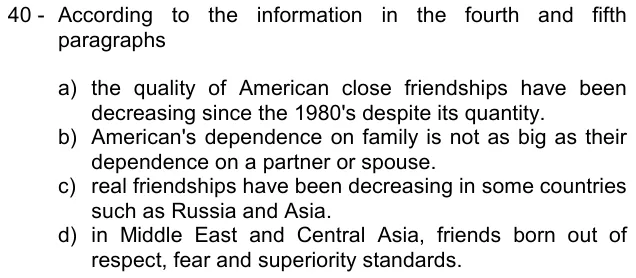 40 - According to the information in the fourth and fifth
paragraphs
a) the quality of American close friendships have been
decreasing since the 1980's despite its quantity.
b) American's dependence on family is not as big as their
dependence on a partner or spouse.
c) real friendships have been decreasing in some countries
such as Russia and Asia.
d) in Middle East and Central Asia, friends born out of
respect, fear and superiority standards.